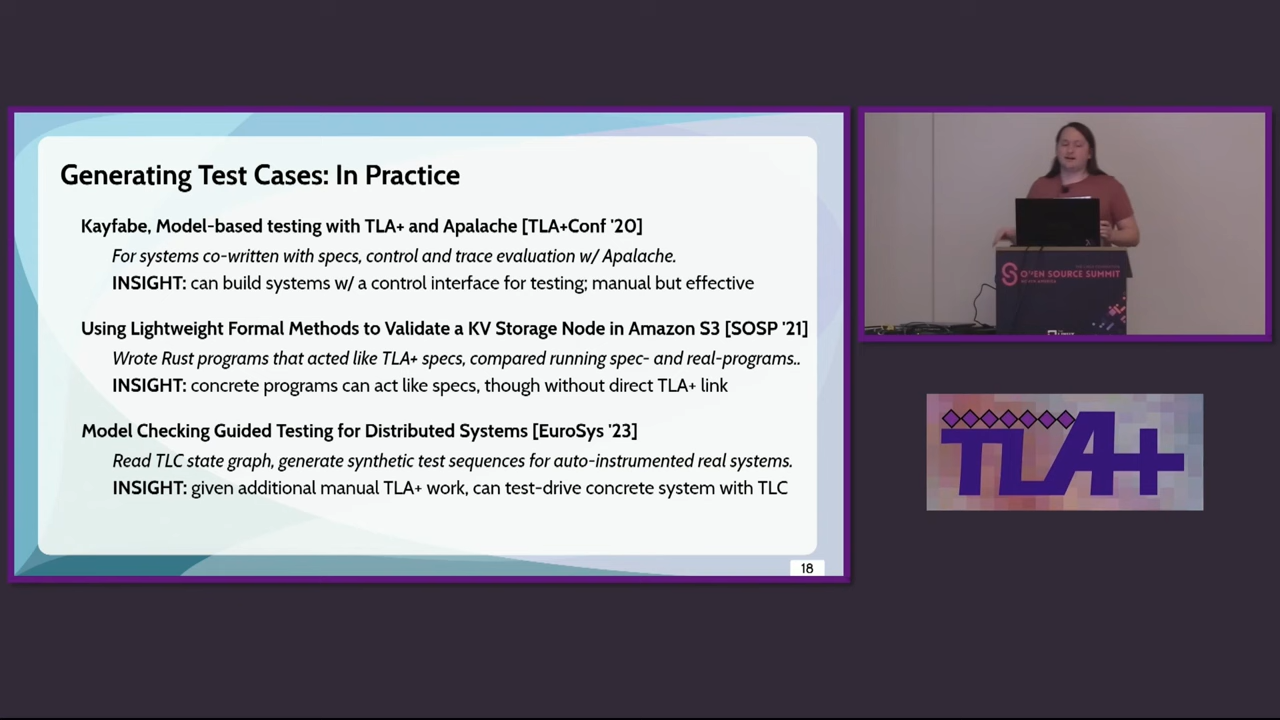 Generating Test Cases: In Practice
Kayfabe, Model-based testing with TLA+ and Apalache [TLA+Conf '20]
For systems co-written with specs, control and trace evaluation w/ Apalache.
INSIGHT: can build systems w/ a control interface for testing; manual but effective
Using Lightweight Formal Methods to Validate a KV Storage Node in Amazon S3 [SOSP '21]
Wrote Rust programs that acted like TLA+ specs, compared running spec- and real-programs..
INSIGHT: concrete programs can act like specs, though without direct TLA+ link
Model Checking Guided Testing for Distributed Systems [EuroSys '23]
Read TLC state graph, generate synthetic test sequences for auto-instrumented real systems.
INSIGHT: given additional manual TLA+ work, can test-drive concrete system with TLC
18
OPEN SOURCE SUMMIT
TLA+